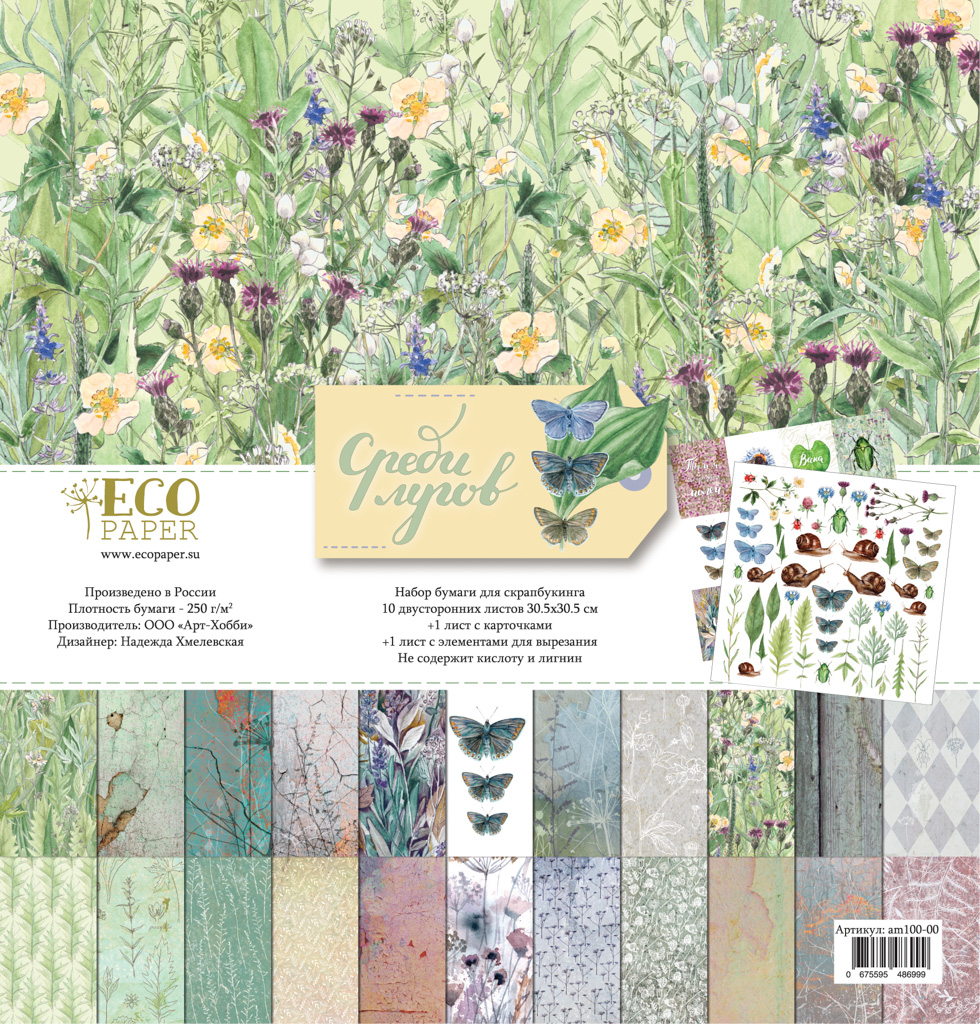 Среди
лугов
ECO
PAPER
www.ecopaper.su
Произведено в России
Плотность бумаги - 250 г/м²
Производитель: ООО «Арт-Хобби»
Дизайнер: Надежда Хмелевская
Набор бумаги для скрапбукинга
10 двусторонних листов 30.5х30.5 см
+1 лист с карточками
+1 лист с элементами для вырезания
Не содержит кислоту и лигнин
Артикул: am100-00
0 675595 486999